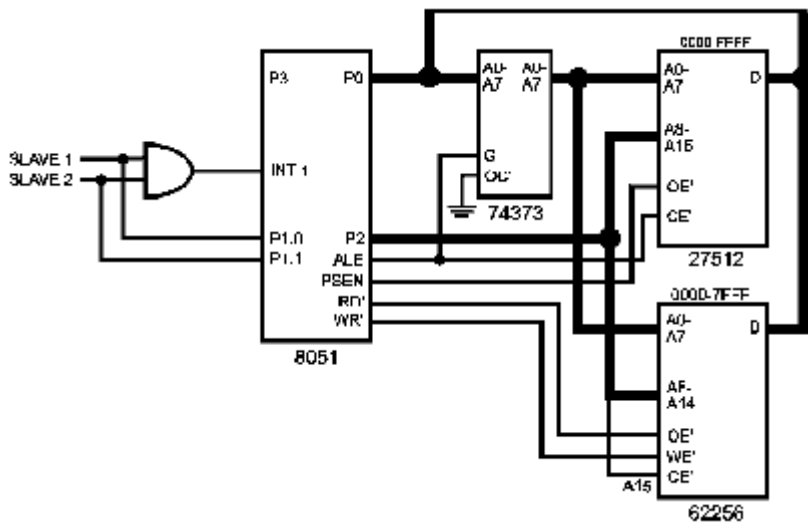 SLAVE 1
SLAVE 2
P3
P0
INT 1
P1.0
P1.1
P2
ALE
PSEN
RD'
WR'
8051
A0-
A7
A0-
A7
G
OC'
74373
0000-FFFF
A0-
A7
D
A8-
A15
OE'
CE'
27512
0000-7FFF
A0-
A7
D
A14
OE'
WE'
CE'
A15
62256